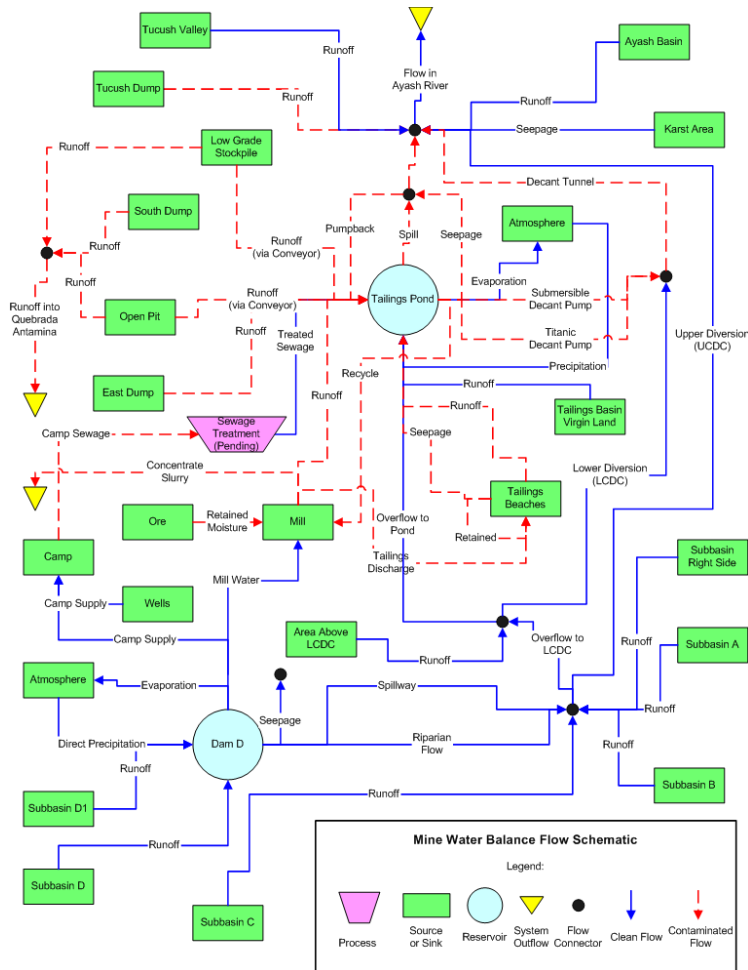 Tucush Valley
Runoff
Flow in
Ayash River
Ayash Basin
Runoff
Tucush Dump
Runoff
Seepage
Karst Area
Runoff
Low Grade
Stockpile
Decant Tunnel
South Dump
Runoff
Pumpback
Spill
Seepage
Atmosphere
Runoff
(via Conveyor)
Runoff
Runoff into
Quebrada
Antamina
Open Pit
Runoff
(via Conveyor)
Tailings Pond
Evaporation
Submersible
Decant Pump
Runoff
Treated
Sewage
Titanic
Decant Pump
Upper Diversion
(UCDC)
East Dump
Recycle
Precipitation
Runoff
Runoff
Tailings Basin
Virgin Land
Camp Sewage
Sewage
Treatment
(Pending)
Runoff
Seepage
Concentrate
Slurry
Lower Diversion
(LCDC)
Ore
Retained
Moisture
Mill
Overflow to
Pond
Tailings
Beaches
Retained
Camp
Tailings
Discharge
Subbasin
Right Side
Mill Water
Camp Supply
Wells
Camp Supply
Area Above
LCDC
Runoff
Overflow to
LCDC
Runoff
Subbasin A
Atmosphere
Evaporation
Seepage
Spillway
Runoff
Direct Precipitation
Dam D
Riparian
Flow
Runoff
Runoff
Subbasin B
Subbasin D1
Runoff
Runoff
Subbasin D
Subbasin C
Mine Water Balance Flow Schematic
Legend:
Process
Source
or Sink
Reservoir
System
Outflow
Flow
Connector
Clean Flow
Contaminated
Flow